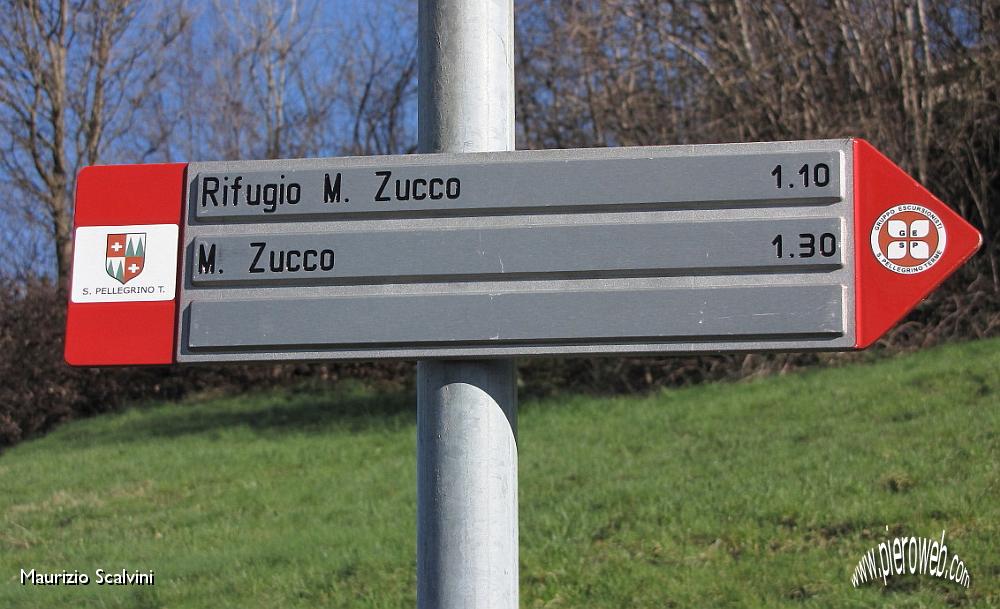 Rifugio M. Zucco 1.10
M. Zucco 1.30
S. PELLEGRINO T.
GRUPPO ESCURSIONISTI
G E
S P
S. PELLEGRINO TERME
Maurizio Scalvini
www.pieroweb.com